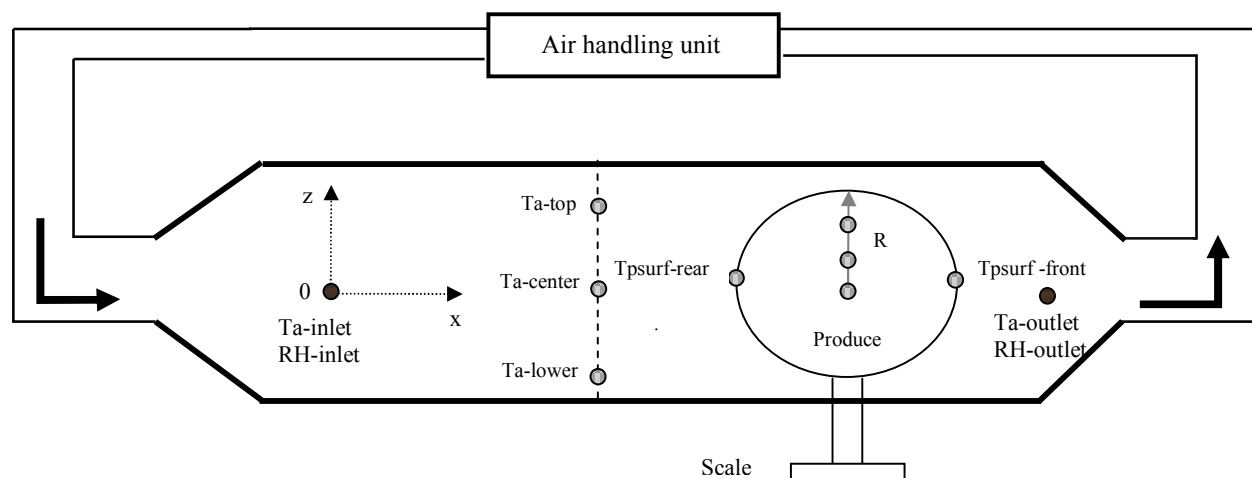 Air handling unit
z
Ta-top
R
Tpsurf-rear
Tpsurf -front
0
Ta-center
x
Ta-inlet
RH-inlet
Ta-outlet
RH-outlet
Produce
Ta-lower
Scale